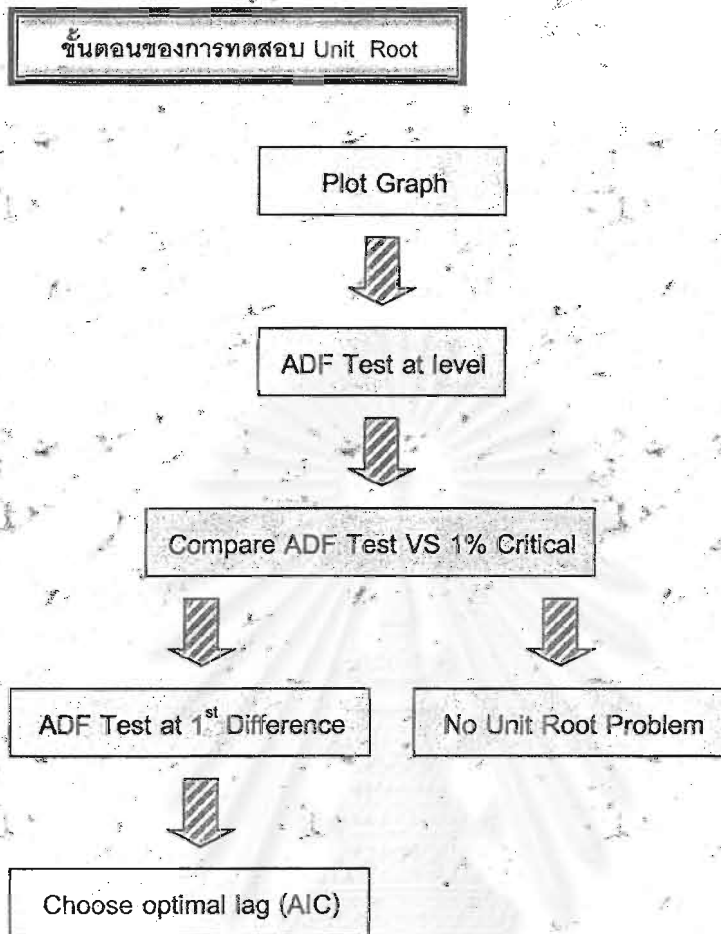 ขั้นตอนของการทดสอบ Unit Root
Plot Graph
ADF Test at level
Compare ADF Test VS 1% Critical
ADF Test at 1st Difference
No Unit Root Problem
Choose optimal lag (AIC)